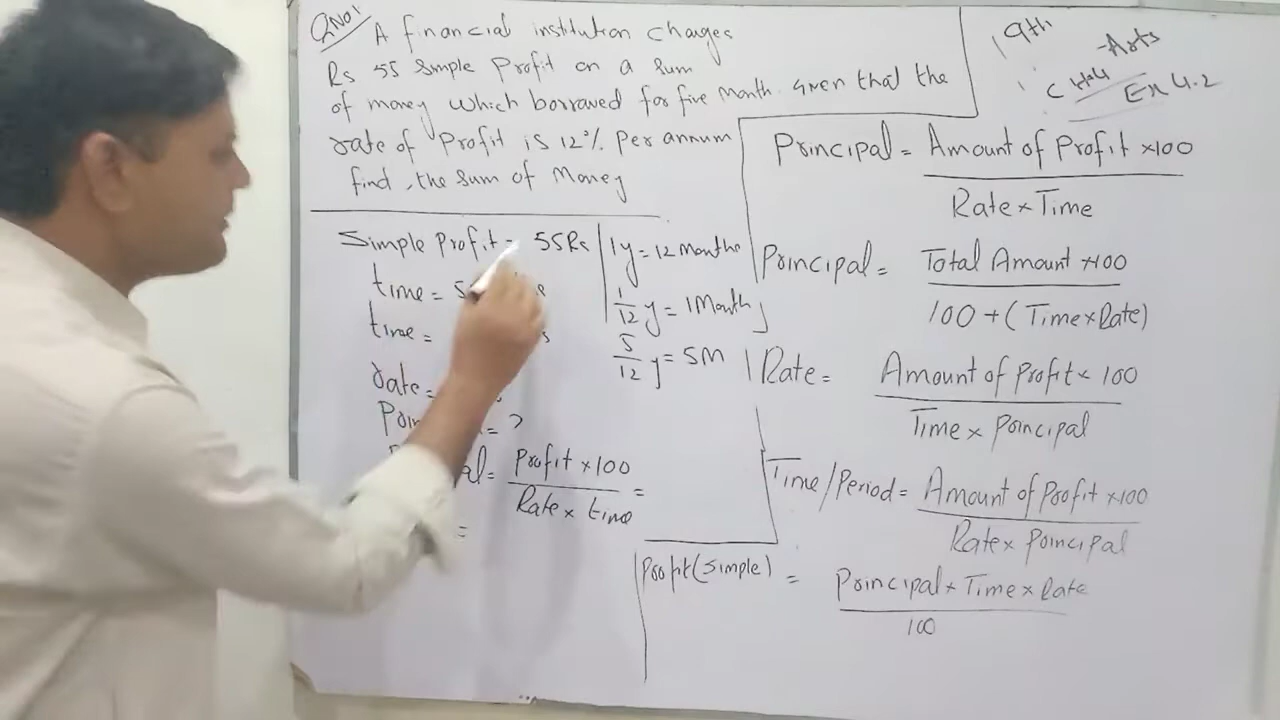 QNo1 A financial institution charges
Rs 55 simple Profit on a sum
of money which borrowed for five month. Given that the
rate of Profit is 12% Per annum
find, the sum of Money
9th
-Arts
CH#4
Ex 4.2
Simple Profit = 55Rs
time = 5
time =
rate =
= ?
= Profit ×100 =
Rate × time
=
1y = 12 Months
1/12 y = 1 Month
5/12 y = 5M
Principal = Amount of Profit ×100
Rate × Time
Principal = Total Amount ×100
100 + (Time×Rate)
Rate = Amount of Profit × 100
Time × Principal
Time/Period = Amount of Profit ×100
Rate × Principal
Profit (Simple) = Principal × Time × Rate
100